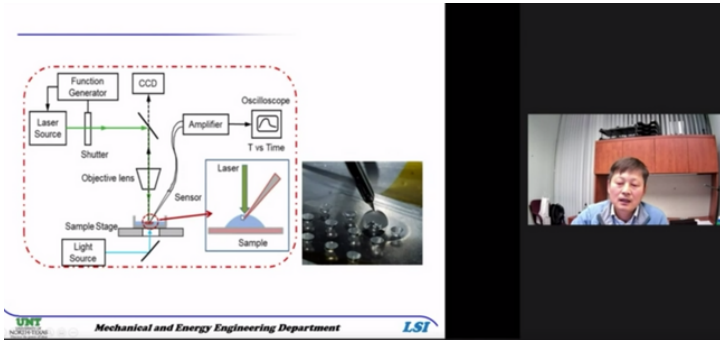 Function
Generator
CCD
Laser
Source
Shutter
Amplifier
Oscilloscope
T vs Time
Objective lens
Sensor
Laser
Sample
Sample Stage
Light
Source
UNT
Mechanical and Energy Engineering Department
LSI